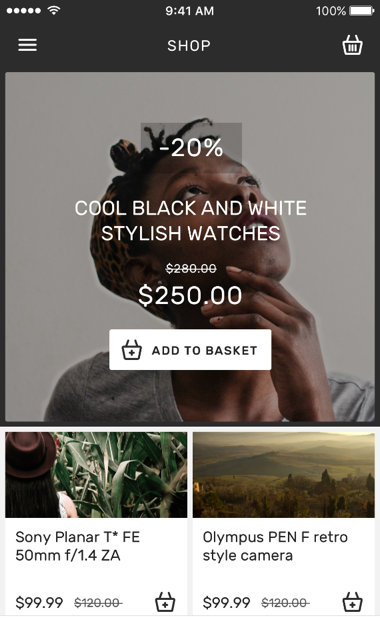 9:41 AM
100%
SHOP
-20%
COOL BLACK AND WHITE
STYLISH WATCHES
$280.00
$250.00
ADD TO BASKET
Sony Planar T* FE
50mm f/1.4 ZA
$99.99 $120.00
Olympus PEN F retro
style camera
$99.99 $120.00